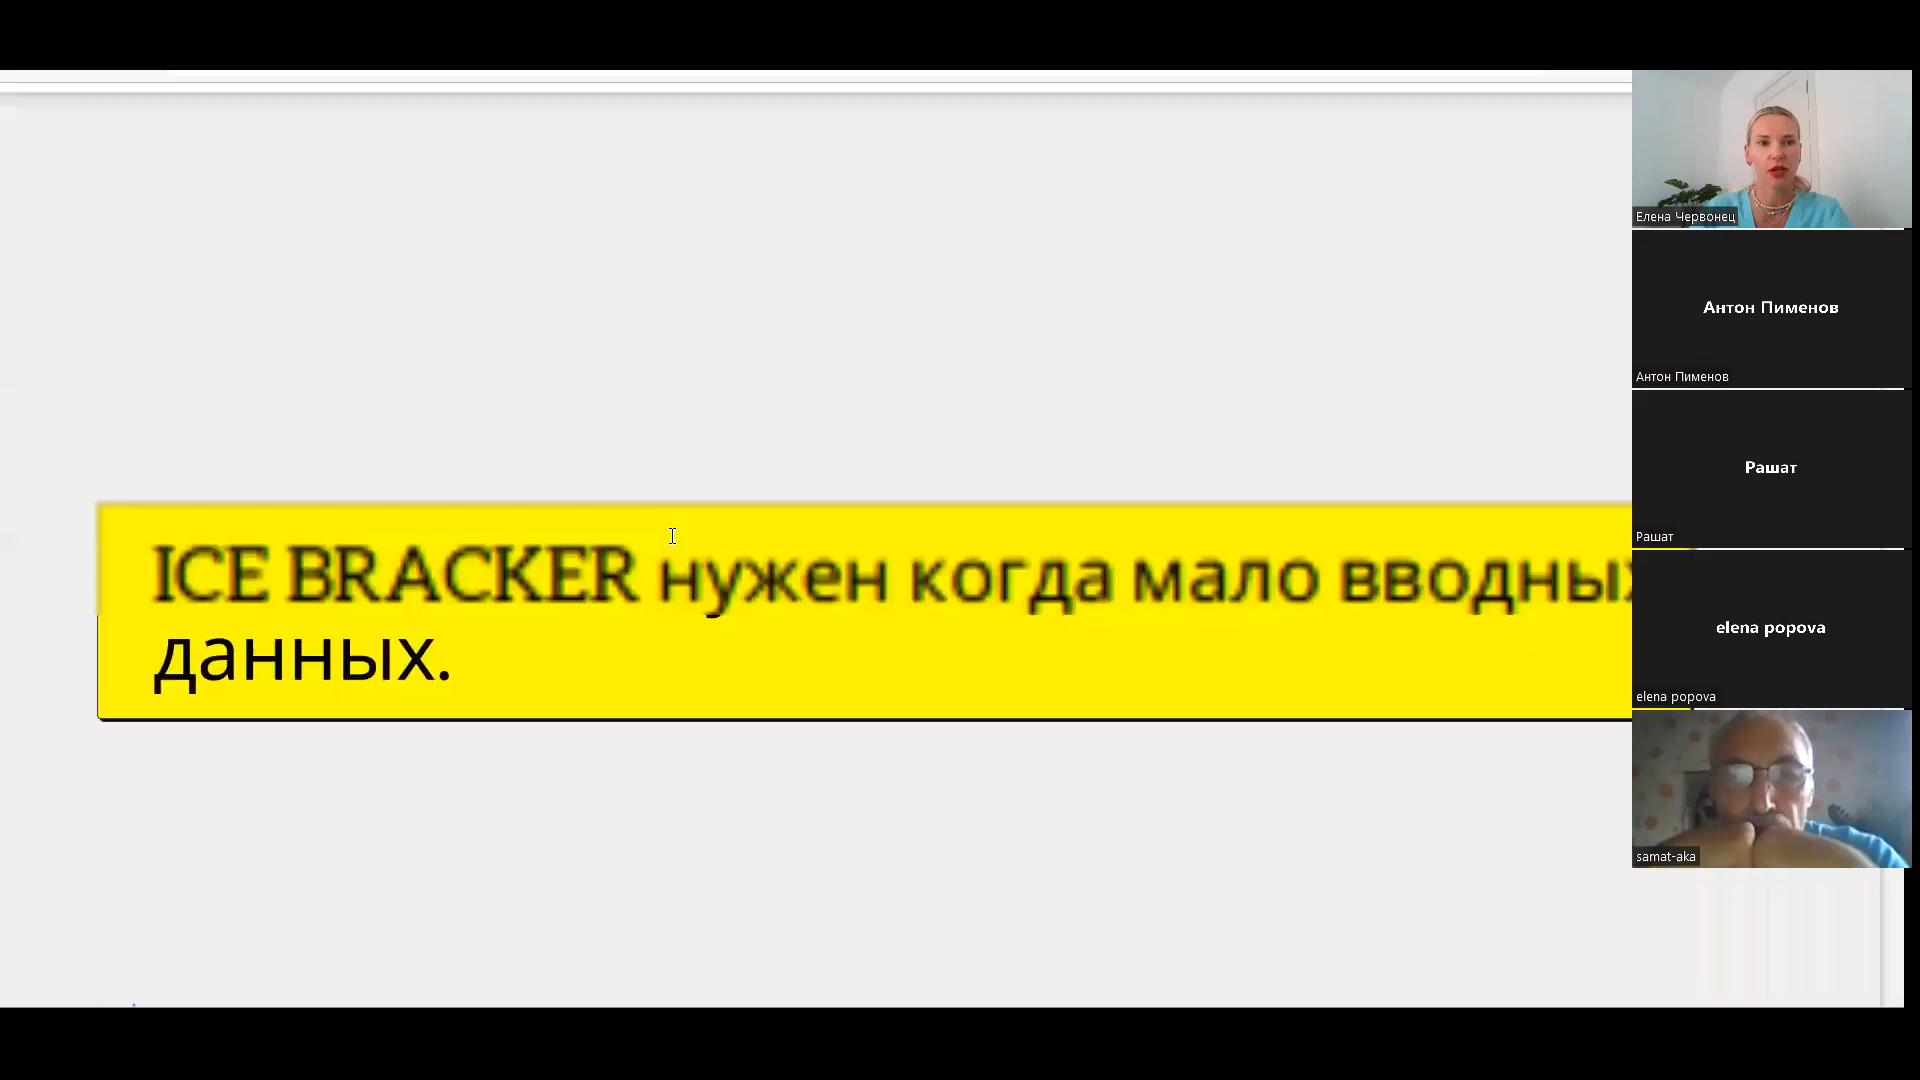 ICE BRACKER нужен когда мало вводных
данных.
Елена Червонец
Антон Пименов
Антон Пименов
Рашат
Рашат
elena popova
elena popova
samat-aka